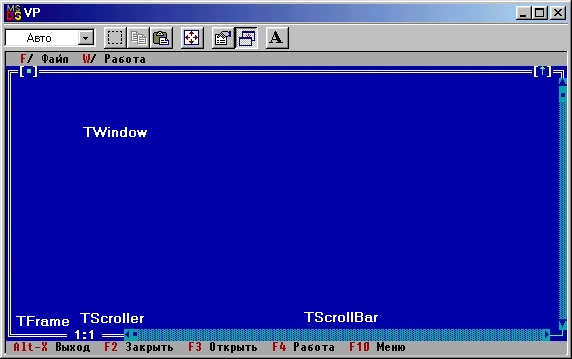 VP
Авто
A
F/ Файл W/ Работа
[▪] [↑]
TWindow
TFrame TScroller TScrollBar
1:1
Alt-X Выход F2 Закрыть F3 Открыть F4 Работа F10 Меню